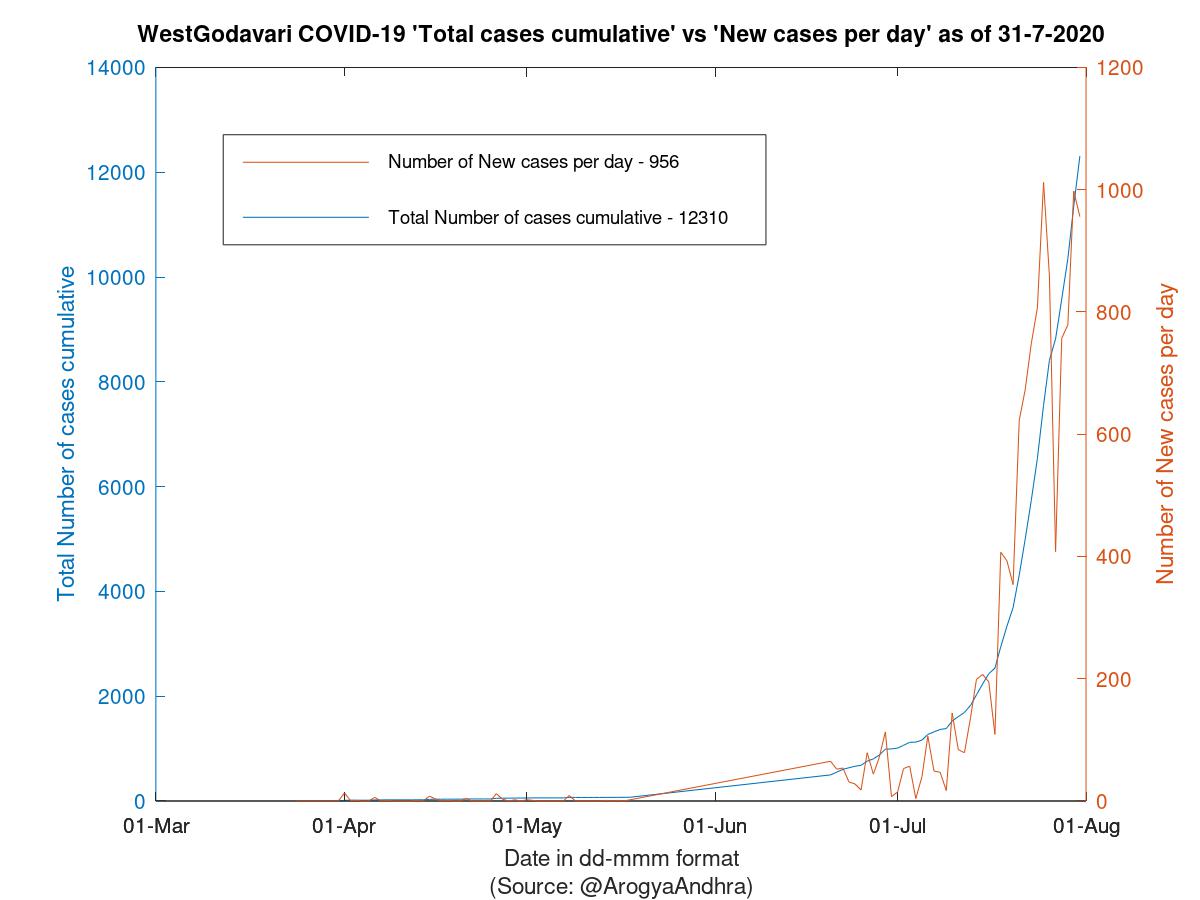 WestGodavari COVID-19 'Total cases cumulative' vs 'New cases per day' as of 31-7-2020
14000
12000
10000
8000
6000
4000
2000
0
Total Number of cases cumulative
Number of New cases per day - 956
Total Number of cases cumulative - 12310
1200
1000
800
600
400
200
0
Number of New cases per day
01-Mar 01-Apr 01-May 01-Jun 01-Jul 01-Aug
Date in dd-mmm format
(Source: @ArogyaAndhra)